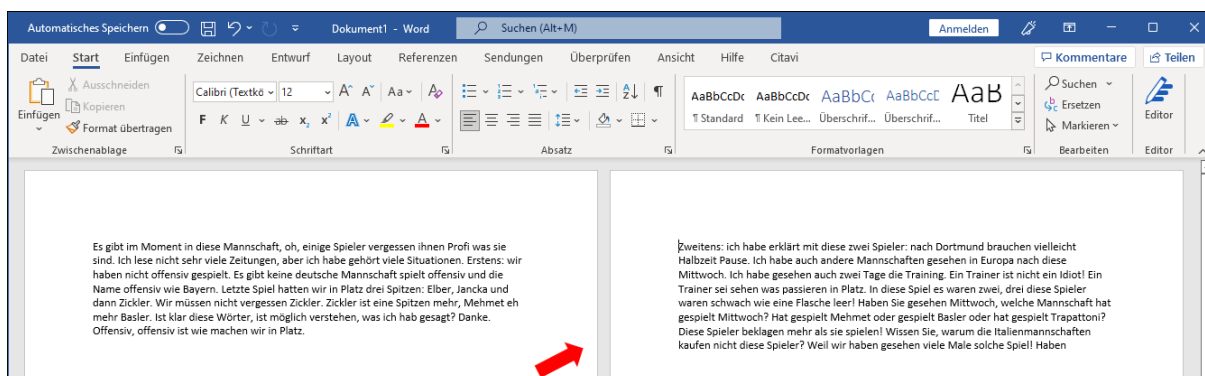 Automatisches Speichern Dokument1 - Word Suchen (Alt+M) Anmelden
Datei Start Einfügen Zeichnen Entwurf Layout Referenzen Sendungen Überprüfen Ansicht Hilfe Citavi Kommentare Teilen
Einfügen
Ausschneiden
Kopieren
Format übertragen
Zwischenablage
Calibri (Textkö 12 A^ A˅ Aa A
F K U ab x₂ x² A A
Schriftart
Absatz
AaBbCcDc AaBbCcDc AaBbCc AaBbCcE AaB
¶ Standard ¶ Kein Lee... Überschrif... Überschrif... Titel
Formatvorlagen
Suchen
Ersetzen
Markieren
Bearbeiten
Editor
Editor
Es gibt im Moment in diese Mannschaft, oh, einige Spieler vergessen ihnen Profi was sie
sind. Ich lese nicht sehr viele Zeitungen, aber ich habe gehört viele Situationen. Erstens: wir
haben nicht offensiv gespielt. Es gibt keine deutsche Mannschaft spielt offensiv und die
Name offensiv wie Bayern. Letzte Spiel hatten wir in Platz drei Spitzen: Elber, Jancka und
dann Zickler. Wir müssen nicht vergessen Zickler. Zickler ist eine Spitzen mehr, Mehmet eh
mehr Basler. Ist klar diese Wörter, ist möglich verstehen, was ich hab gesagt? Danke.
Offensiv, offensiv ist wie machen wir in Platz.
Zweitens: ich habe erklärt mit diese zwei Spieler: nach Dortmund brauchen vielleicht
Halbzeit Pause. Ich habe auch andere Mannschaften gesehen in Europa nach diese
Mittwoch. Ich habe gesehen auch zwei Tage die Training. Ein Trainer ist nicht ein Idiot! Ein
Trainer sei sehen was passieren in Platz. In diese Spiel es waren zwei, drei diese Spieler
waren schwach wie eine Flasche leer! Haben Sie gesehen Mittwoch, welche Mannschaft hat
gespielt Mittwoch? Hat gespielt Mehmet oder gespielt Basler oder hat gespielt Trapattoni?
Diese Spieler beklagen mehr als sie spielen! Wissen Sie, warum die Italienmannschaften
kaufen nicht diese Spieler? Weil wir haben gesehen viele Male solche Spiel! Haben